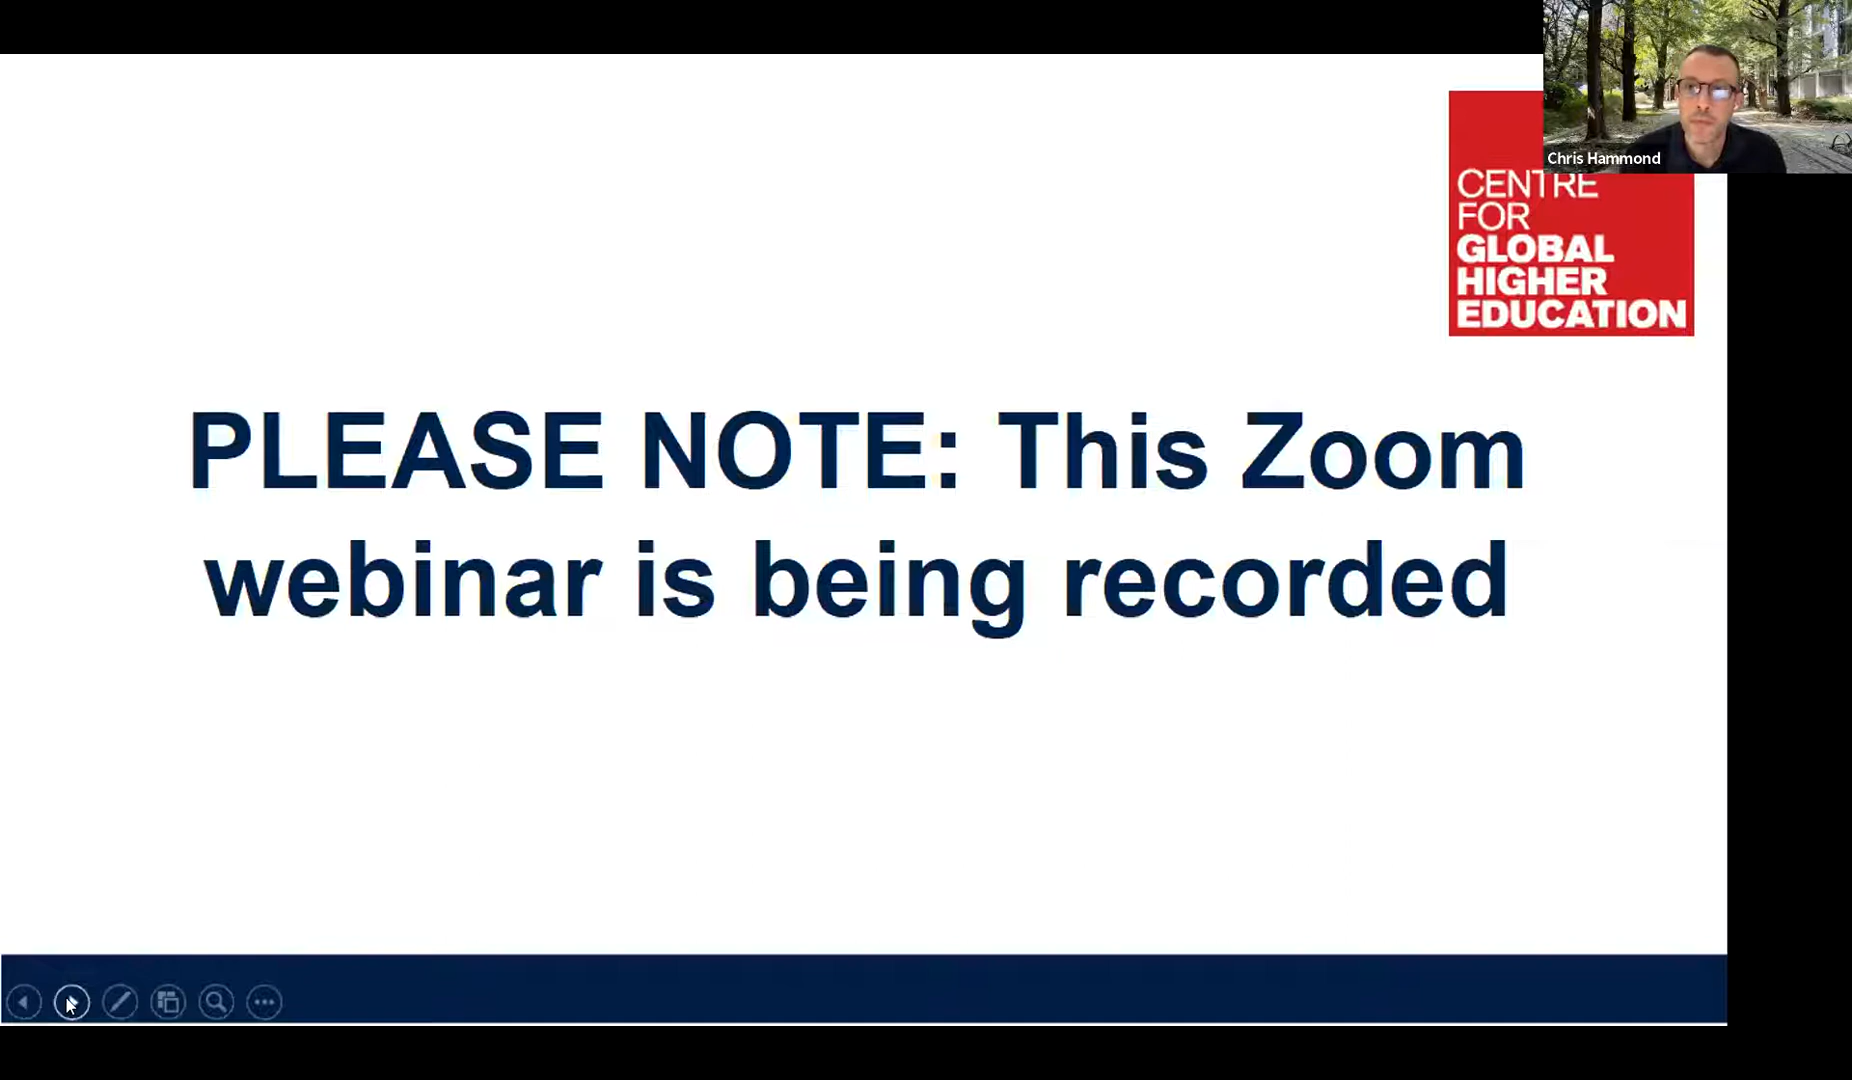 Chris Hammond
CENTRE
FOR
GLOBAL
HIGHER
EDUCATION
PLEASE NOTE: This Zoom
webinar is being recorded